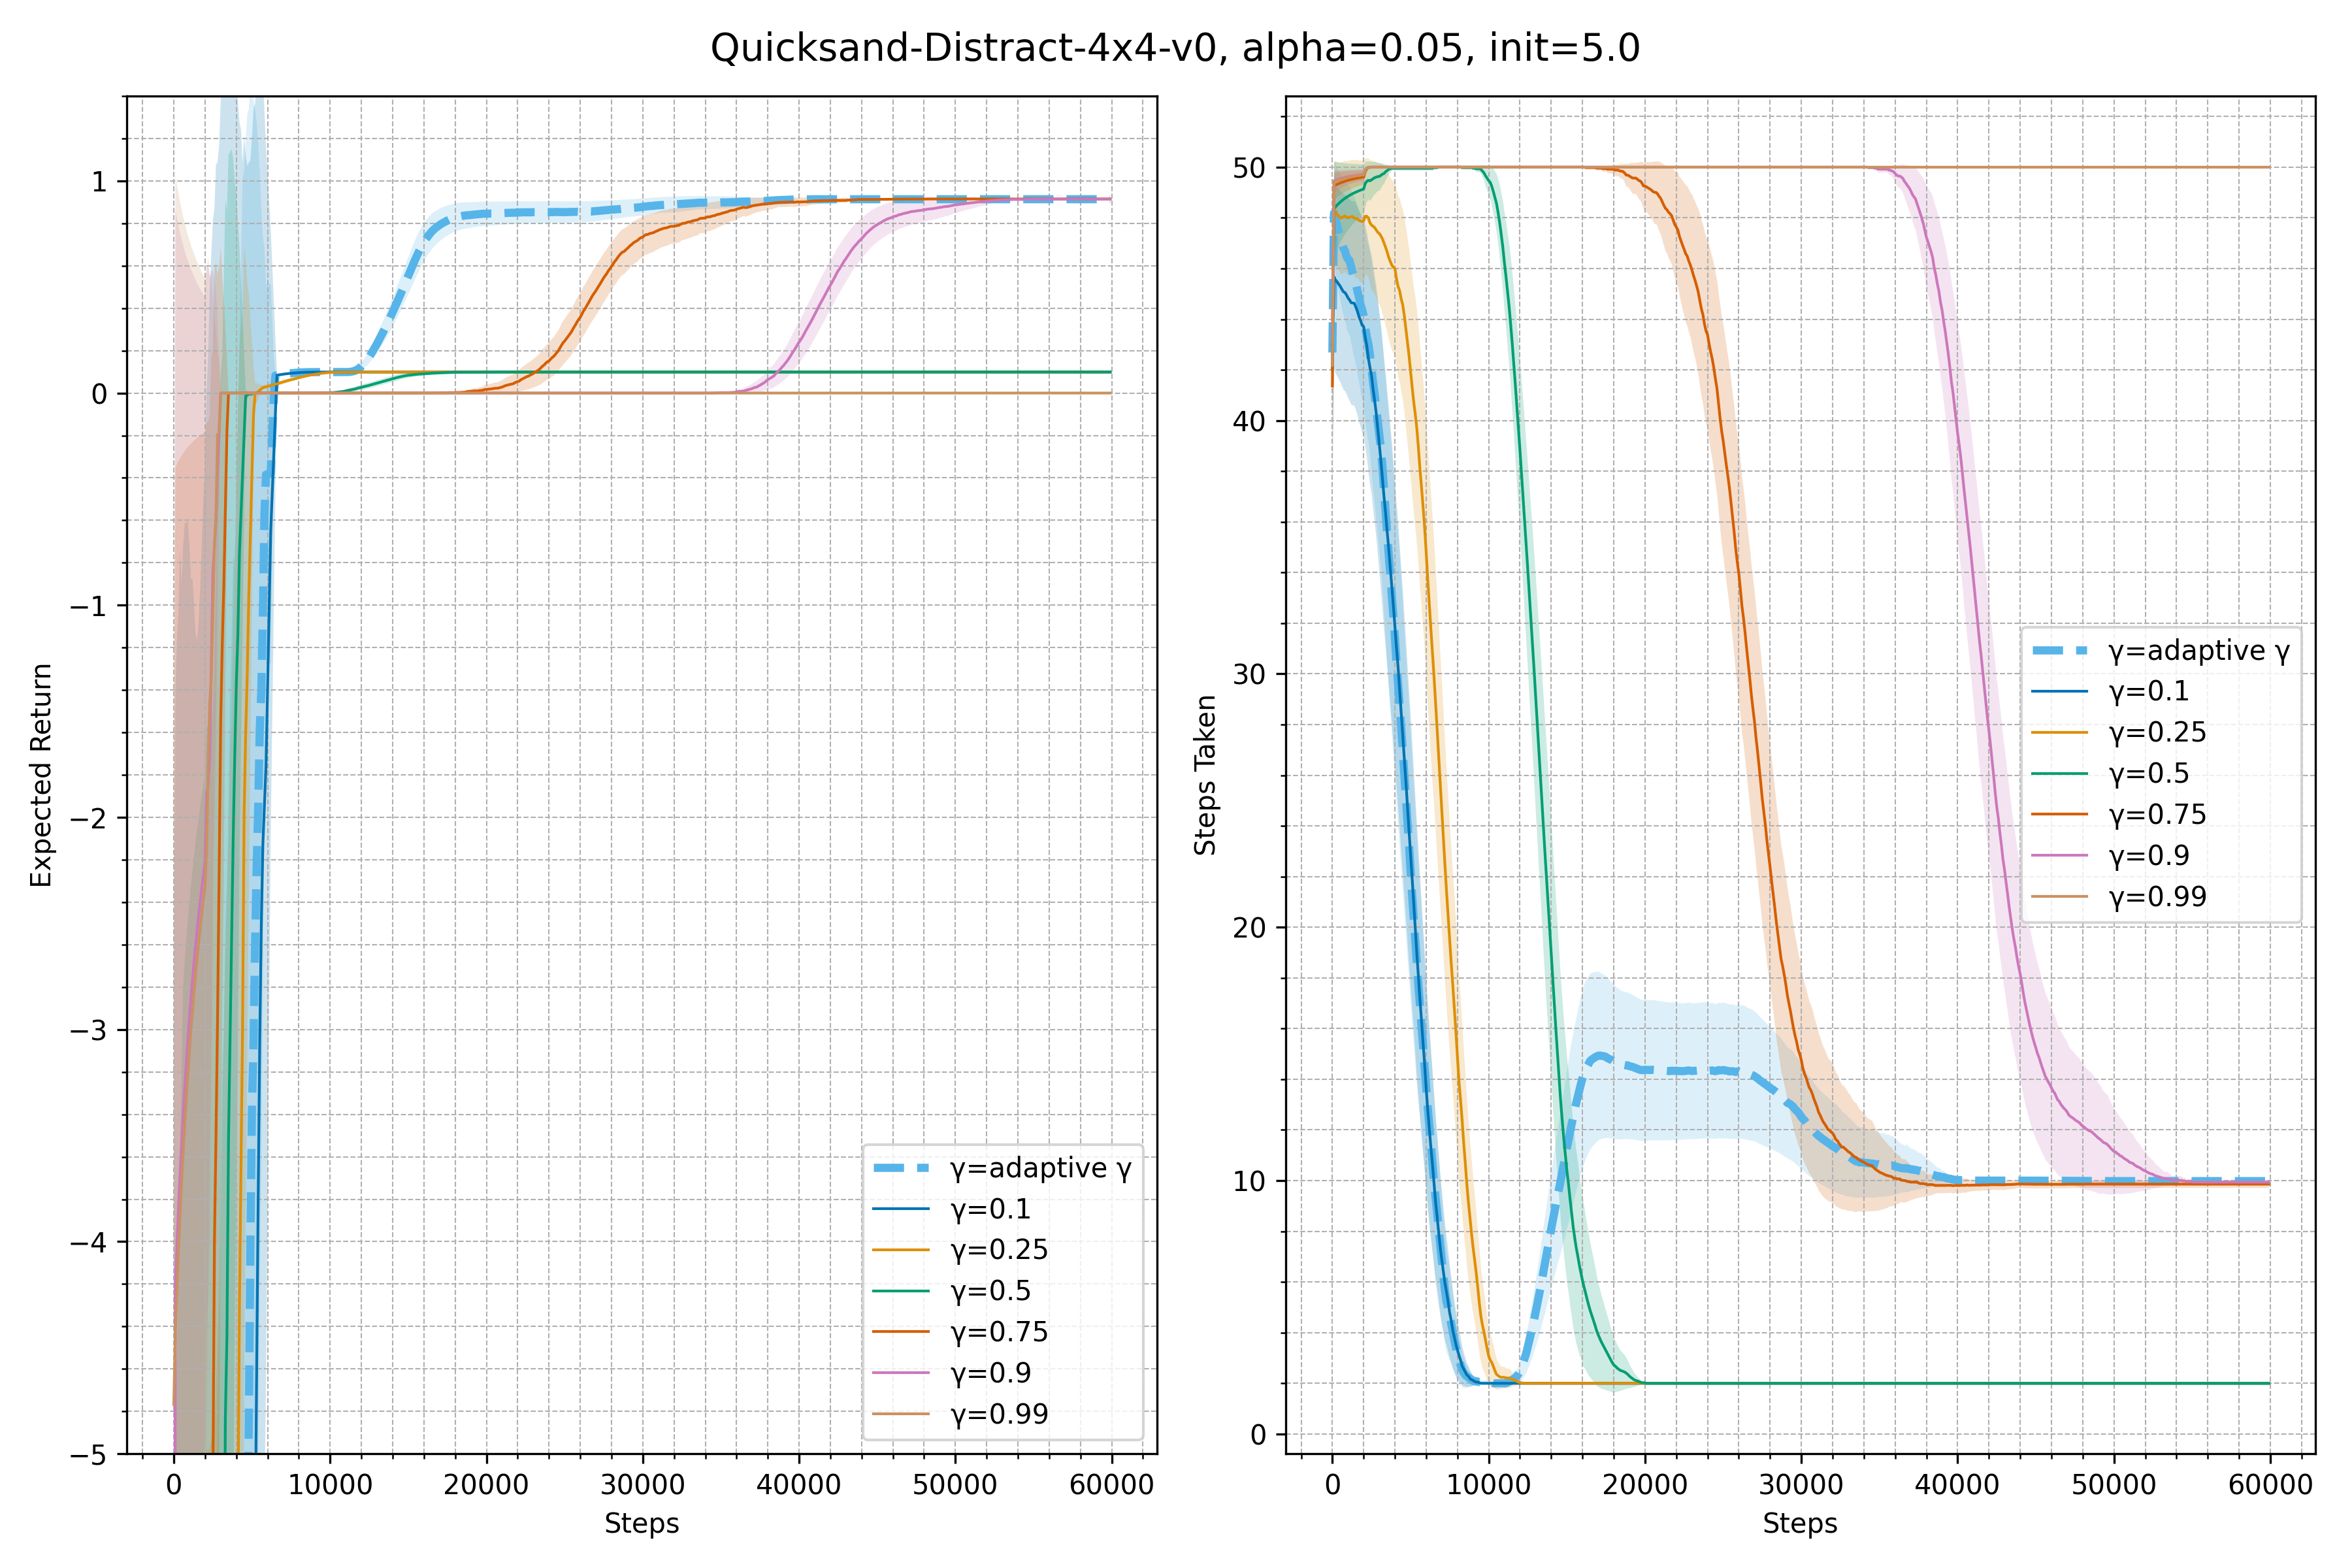 Quicksand-Distract-4x4-v0, alpha=0.05, init=5.0
Expected Return
1
0
−1
−2
−3
−4
−5
0 10000 20000 30000 40000 50000 60000
Steps
γ=adaptive γ
γ=0.1
γ=0.25
γ=0.5
γ=0.75
γ=0.9
γ=0.99
Steps Taken
50
40
30
20
10
0
0 10000 20000 30000 40000 50000 60000
Steps
γ=adaptive γ
γ=0.1
γ=0.25
γ=0.5
γ=0.75
γ=0.9
γ=0.99